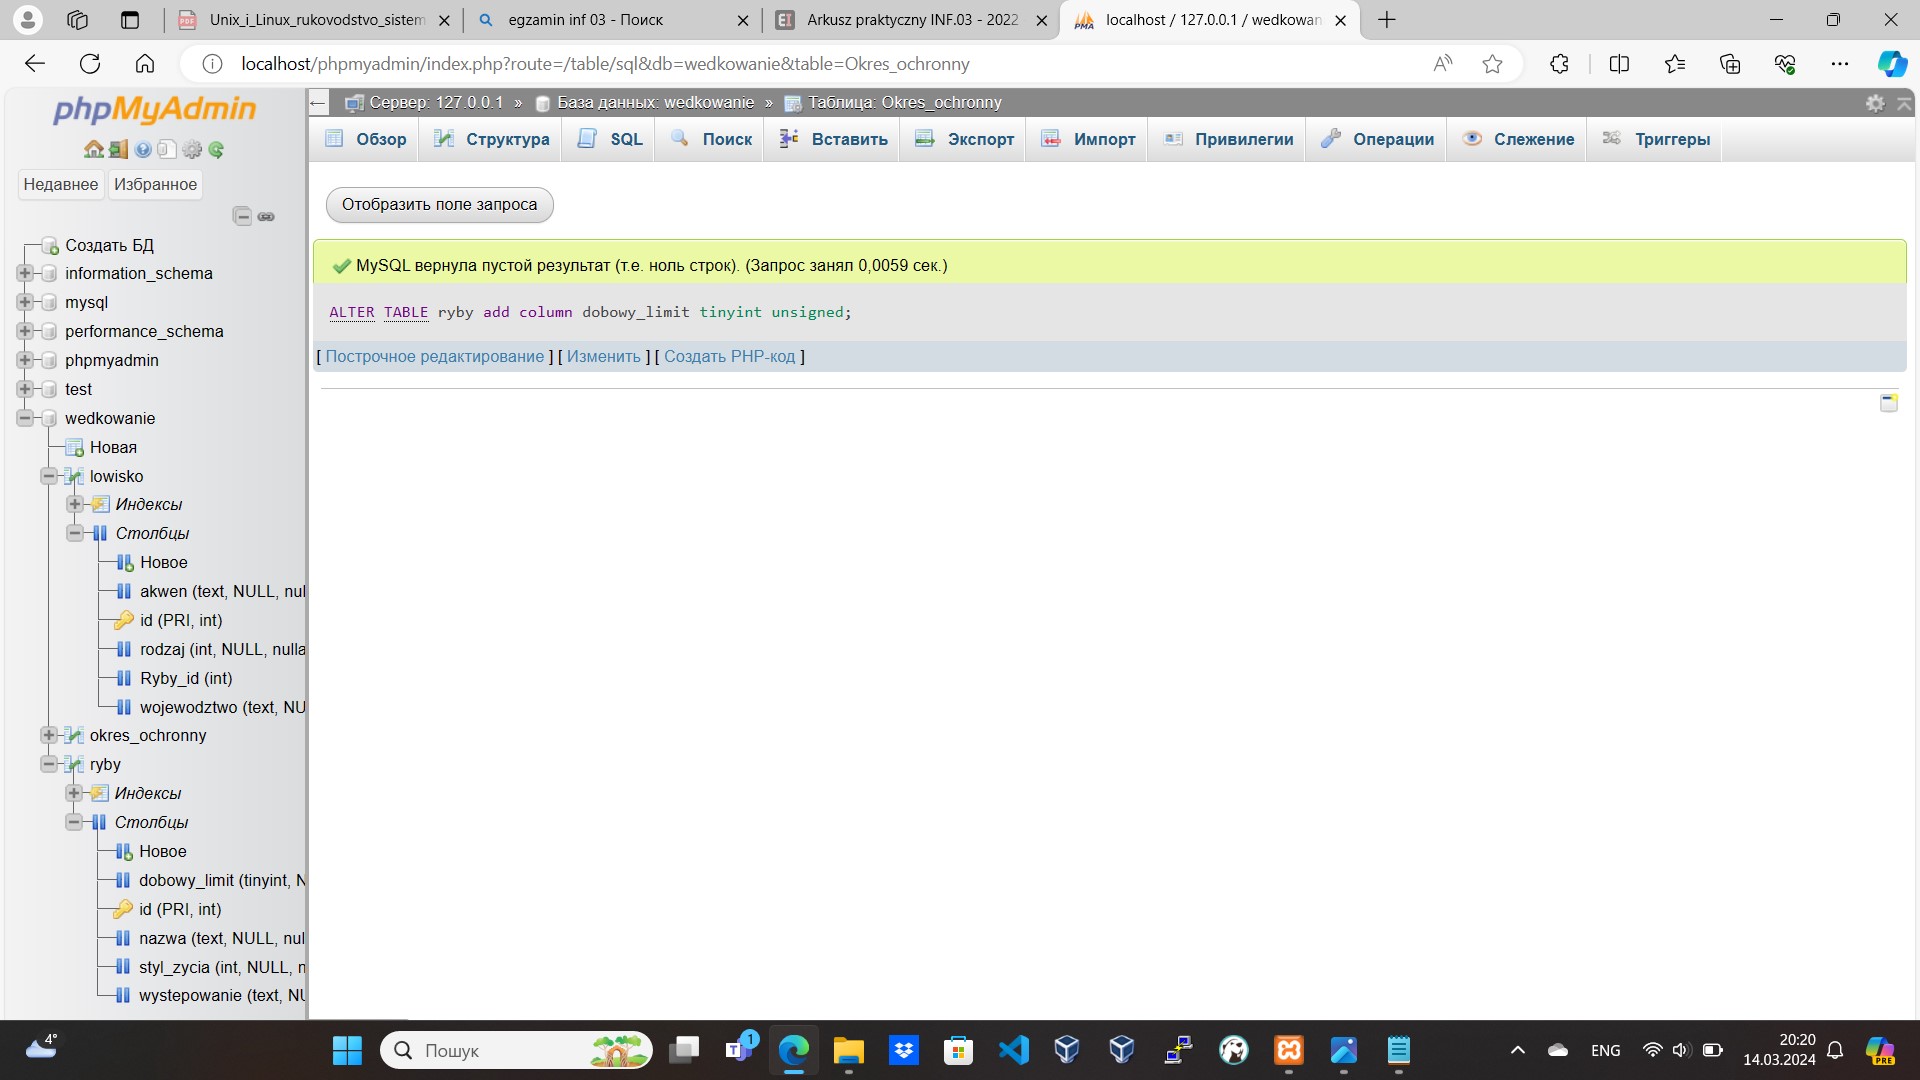 Unix_i_Linux_rukovodstvo_sistem
egzamin inf 03 - Поиск
Arkusz praktyczny INF.03 - 2022
localhost / 127.0.0.1 / wedkowan
localhost/phpmyadmin/index.php?route=/table/sql&db=wedkowanie&table=Okres_ochronny
phpMyAdmin
Недавнее Избранное
Создать БД
information_schema
mysql
performance_schema
phpmyadmin
test
wedkowanie
Новая
lowisko
Индексы
Столбцы
Новое
akwen (text, NULL, nul
id (PRI, int)
rodzaj (int, NULL, nulla
Ryby_id (int)
wojewodztwo (text, NU
okres_ochronny
ryby
Индексы
Столбцы
Новое
dobowy_limit (tinyint, N
id (PRI, int)
nazwa (text, NULL, nul
styl_zycia (int, NULL, n
wystepowanie (text, NU
Сервер: 127.0.0.1 » База данных: wedkowanie » Таблица: Okres_ochronny
Обзор Структура SQL Поиск Вставить Экспорт Импорт Привилегии Операции Слежение Триггеры
Отобразить поле запроса
MySQL вернула пустой результат (т.е. ноль строк). (Запрос занял 0,0059 сек.)
ALTER TABLE ryby add column dobowy_limit tinyint unsigned;
[ Построчное редактирование ] [ Изменить ] [ Создать PHP-код ]
4°
Пошук
1
ENG
20:20
14.03.2024
PRE